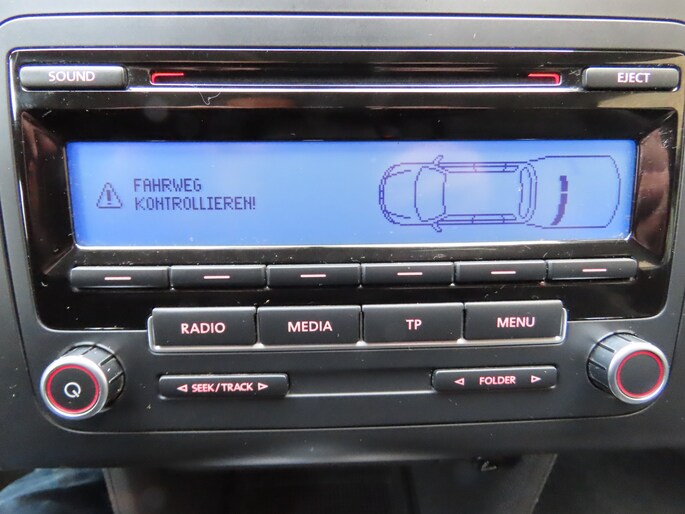 SOUND
EJECT
FAHRWEG
KONTROLLIEREN!
RADIO MEDIA TP MENU
SEEK/TRACK
FOLDER